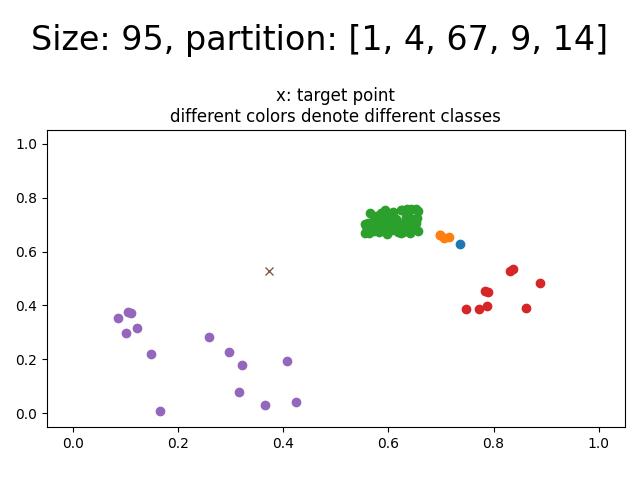 Size: 95, partition: [1, 4, 67, 9, 14]
x: target point
different colors denote different classes
1.0
0.8
0.6
0.4
0.2
0.0
0.0 0.2 0.4 0.6 0.8 1.0